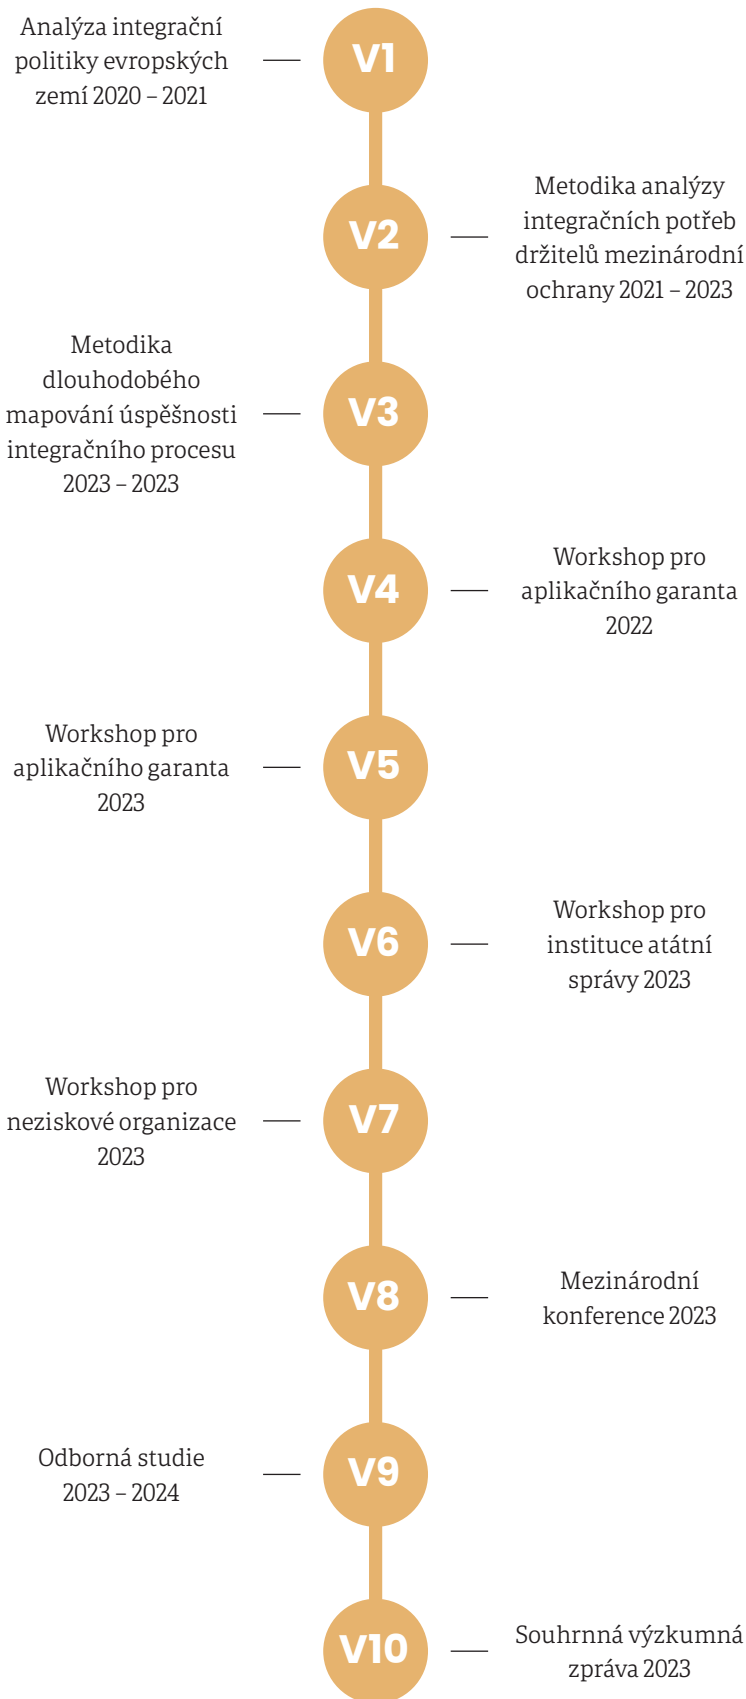 Analýza integrační
politiky evropských
zemí 2020 – 2021
V1
V2
Metodika analýzy
integračních potřeb
držitelů mezinárodní
ochrany 2021 – 2023
Metodika
dlouhodobého
mapování úspěšnosti
integračního procesu
2023 – 2023
V3
V4
Workshop pro
aplikačního garanta
2022
Workshop pro
aplikačního garanta
2023
V5
V6
Workshop pro
instituce atátní
správy 2023
Workshop pro
neziskové organizace
2023
V7
V8
Mezinárodní
konference 2023
Odborná studie
2023 – 2024
V9
V10
Souhrnná výzkumná
zpráva 2023